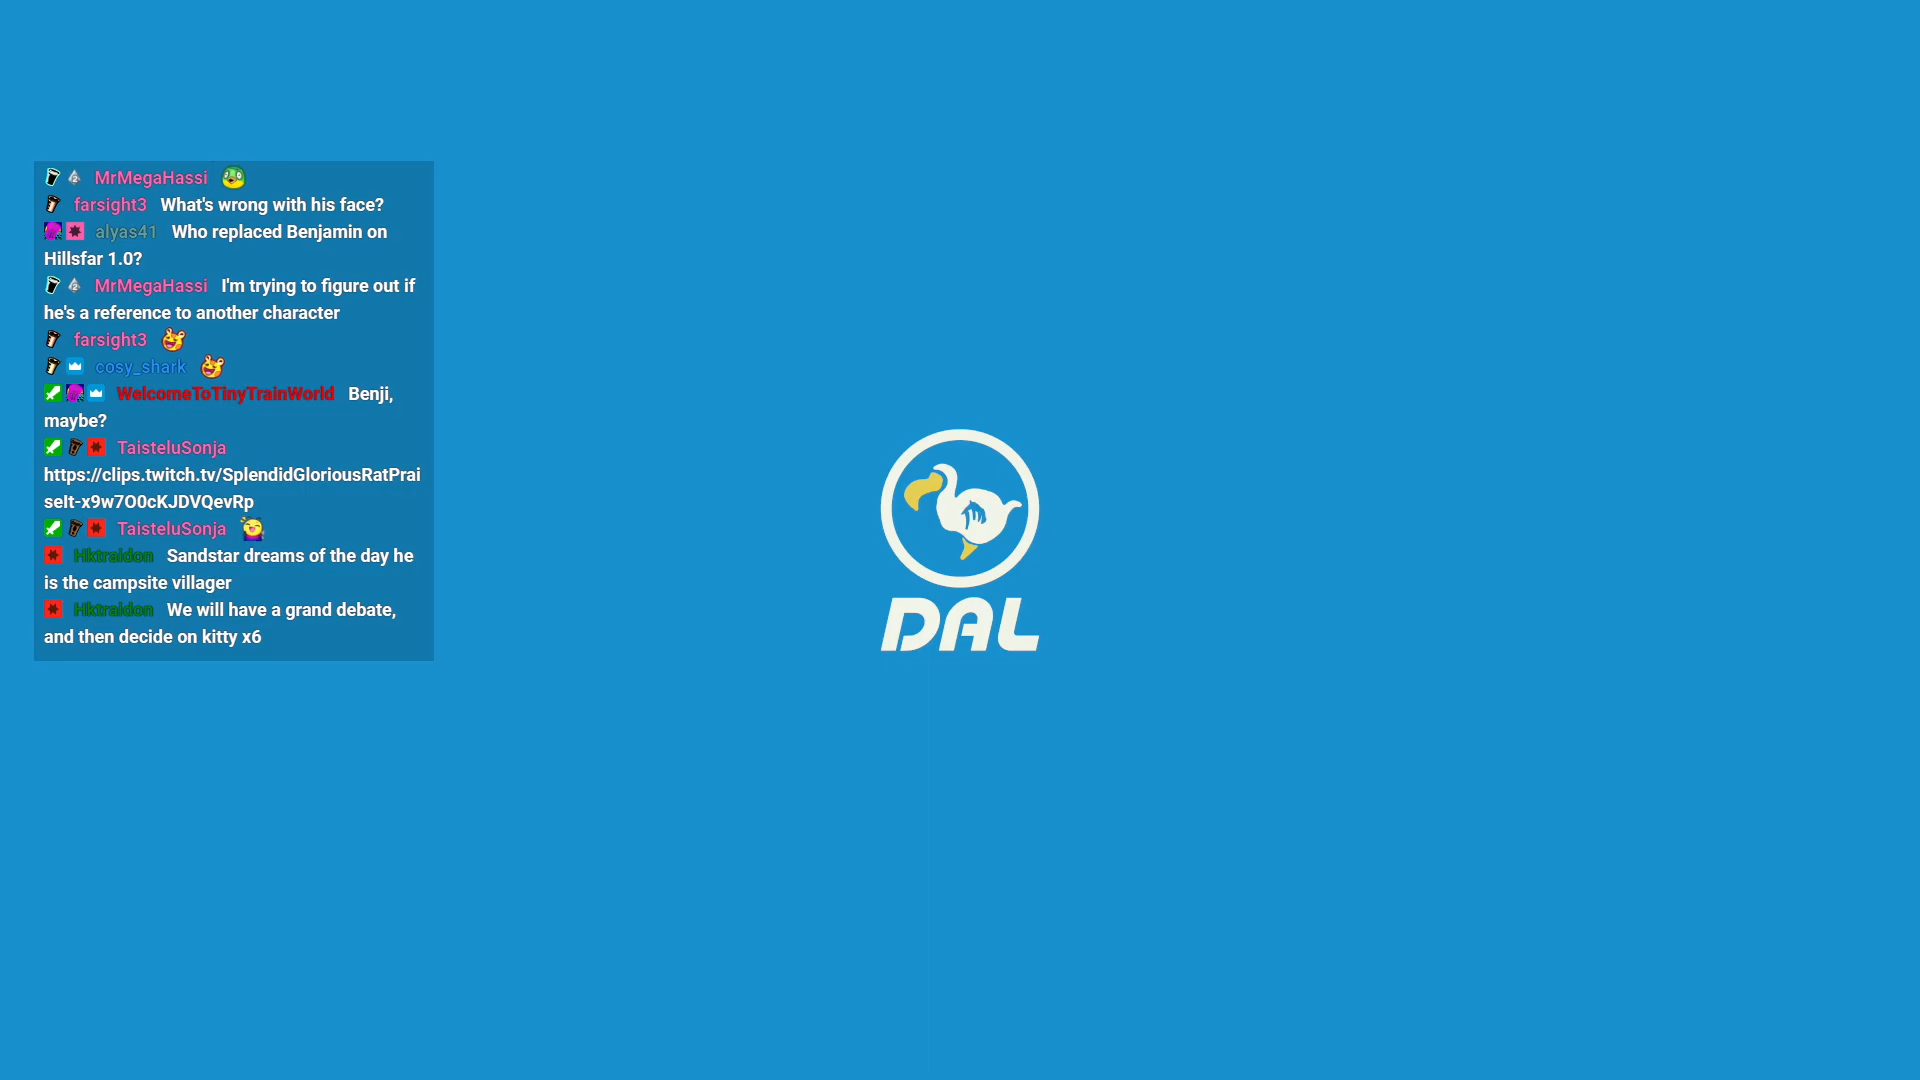 MrMegaHassi
farsight3 What's wrong with his face?
alyas41 Who replaced Benjamin on
Hillsfar 1.0?
MrMegaHassi I'm trying to figure out if
he's a reference to another character
farsight3
cosy_shark
WelcomeToTinyTrainWorld Benji,
maybe?
TaisteluSonja
https://clips.twitch.tv/SplendidGloriousRatPrai
seIt-x9w7O0cKJDVQevRp
TaisteluSonja
Hktraidon Sandstar dreams of the day he
is the campsite villager
Hktraidon We will have a grand debate,
and then decide on kitty x6
DAL